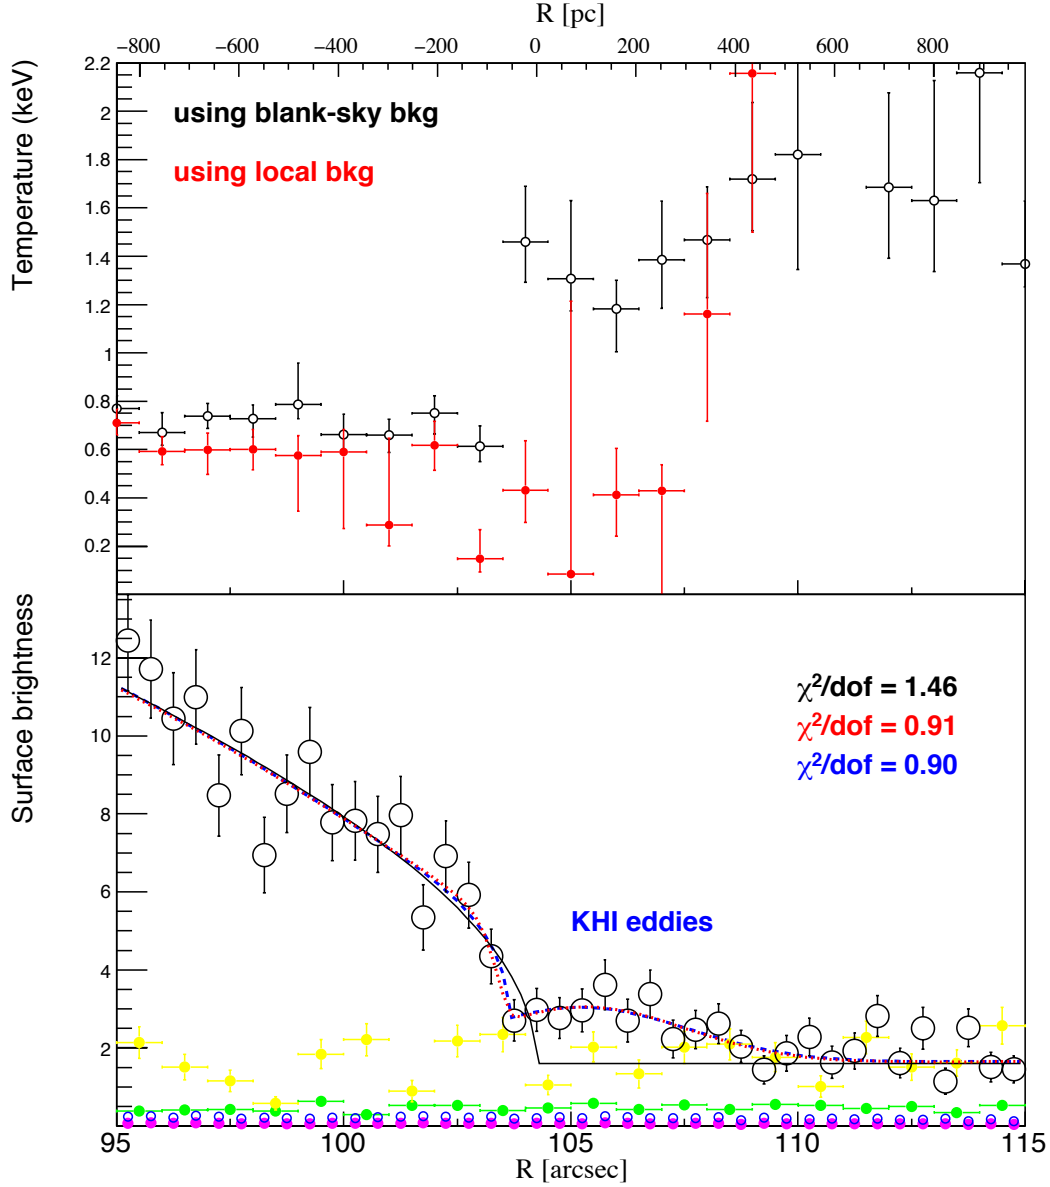 R [pc]
−800 −600 −400 −200 0 200 400 600 800
Temperature (keV)
2.2
2
1.8
1.6
1.4
1.2
1
0.8
0.6
0.4
0.2
using blank-sky bkg
using local bkg
Surface brightness
12
10
8
6
4
2
χ²/dof = 1.46
χ²/dof = 0.91
χ²/dof = 0.90
KHI eddies
95 100 105 110 115
R [arcsec]